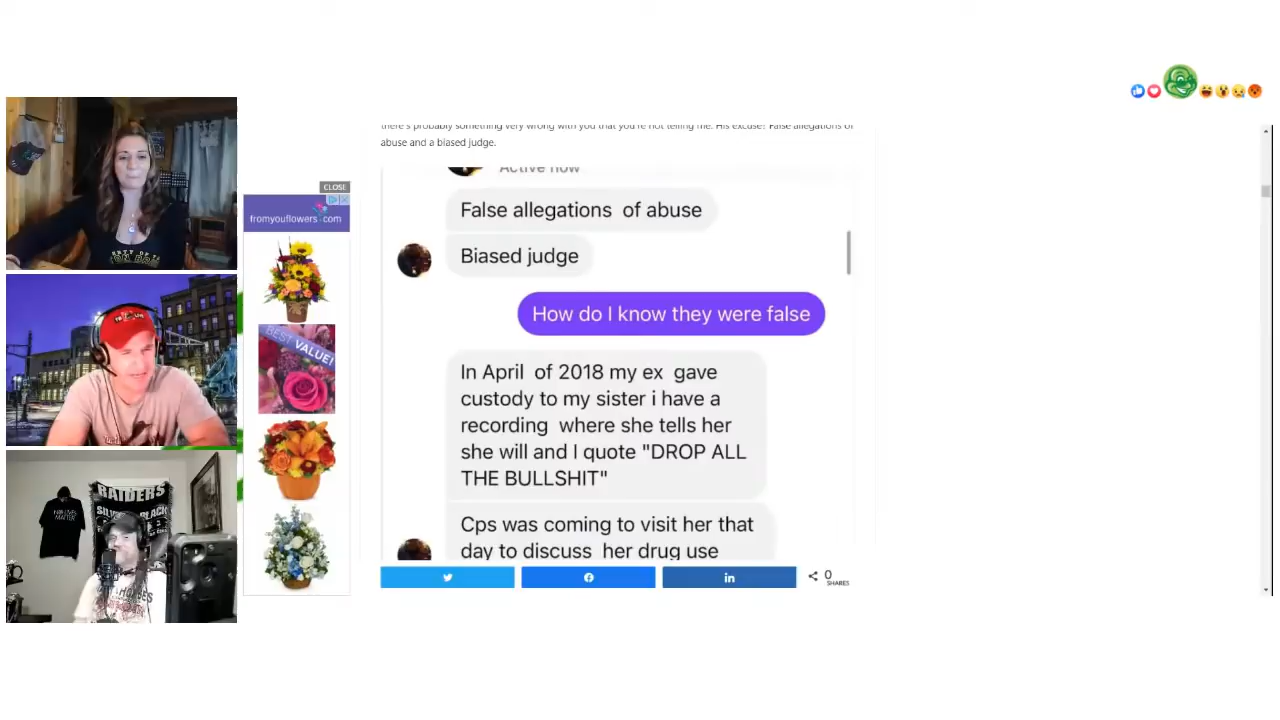 there's probably something very wrong with you that you're not telling me. His excuse? False allegations of
abuse and a biased judge.
Active now
False allegations of abuse
Biased judge
How do I know they were false
In April of 2018 my ex gave
custody to my sister i have a
recording where she tells her
she will and I quote "DROP ALL
THE BULLSHIT"
Cps was coming to visit her that
day to discuss her drug use
0
SHARES
CLOSE
fromyouflowers.com
BEST VALUE!
RAIDERS